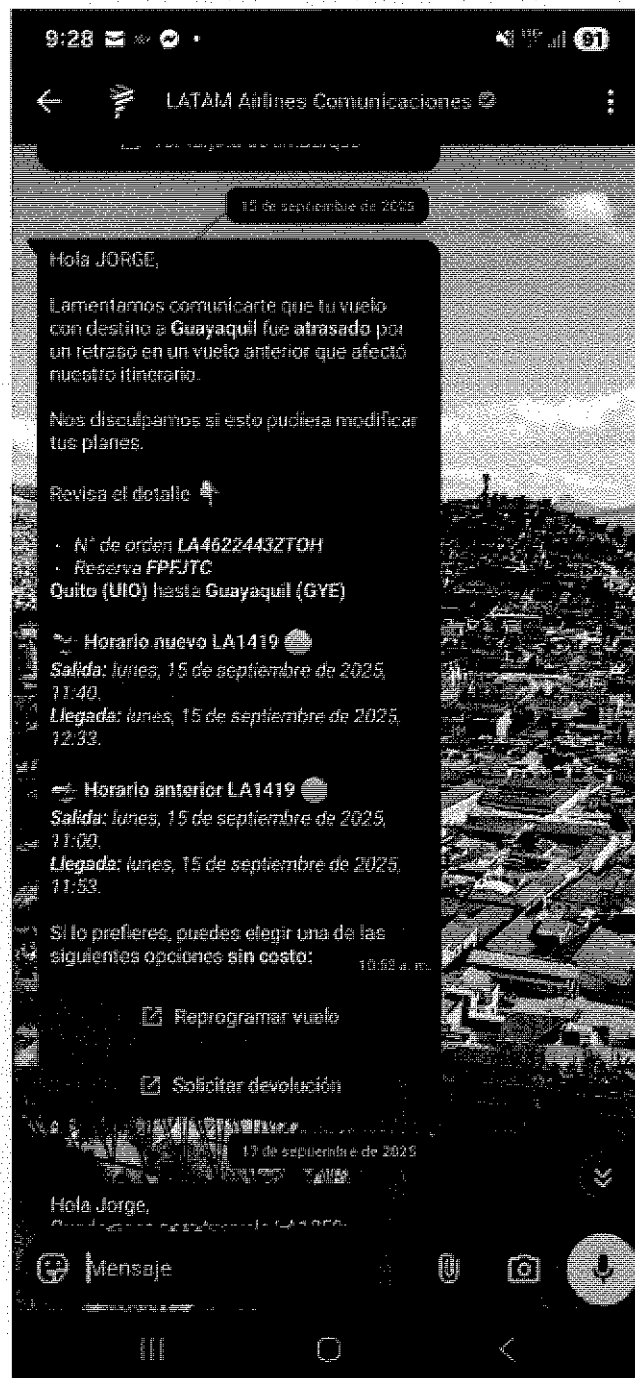 9:28
91
LATAM Airlines Comunicaciones
15 de septiembre de 2025
Hola JORGE,
Lamentamos comunicarte que tu vuelo
con destino a Guayaquil fue atrasado por
un retraso en un vuelo anterior que afectó
nuestro itinerario.
Nos disculpamos si esto pudiera modificar
tus planes.
Revisa el detalle
• N° de orden LA4622443ZTOH
• Reserva FPFJTC
Quito (UIO) hasta Guayaquil (GYE)
Horario nuevo LA1419
Salida: lunes, 15 de septiembre de 2025,
11:40.
Llegada: lunes, 15 de septiembre de 2025,
12:33.
Horario anterior LA1419
Salida: lunes, 15 de septiembre de 2025,
11:00.
Llegada: lunes, 15 de septiembre de 2025,
11:53.
Si lo prefieres, puedes elegir una de las
siguientes opciones sin costo:
Reprogramar vuelo
Solicitar devolución
17 de septiembre de 2025
Hola Jorge,
Mensaje